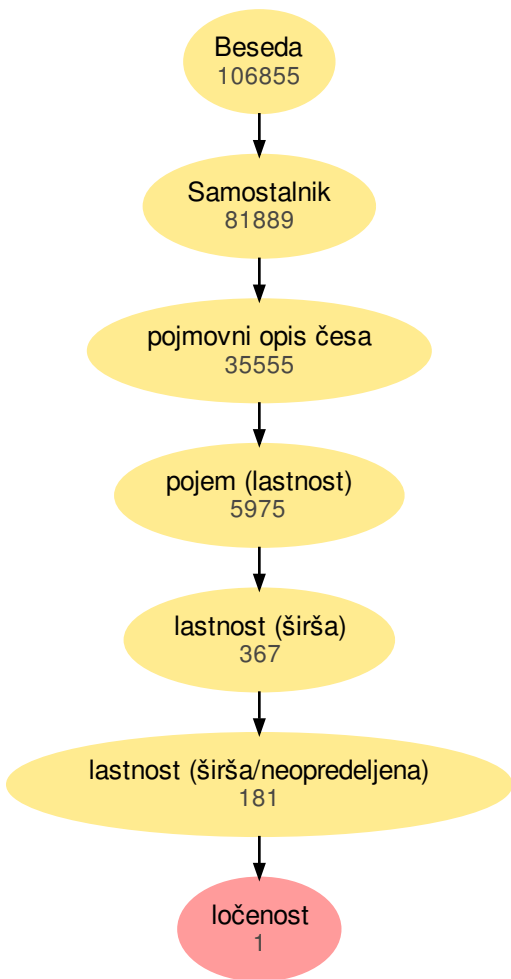 Beseda
106855
Samostalnik
81889
pojmovni opis česa
35555
pojem (lastnost)
5975
lastnost (širša)
367
lastnost (širša/neopredeljena)
181
ločenost
1